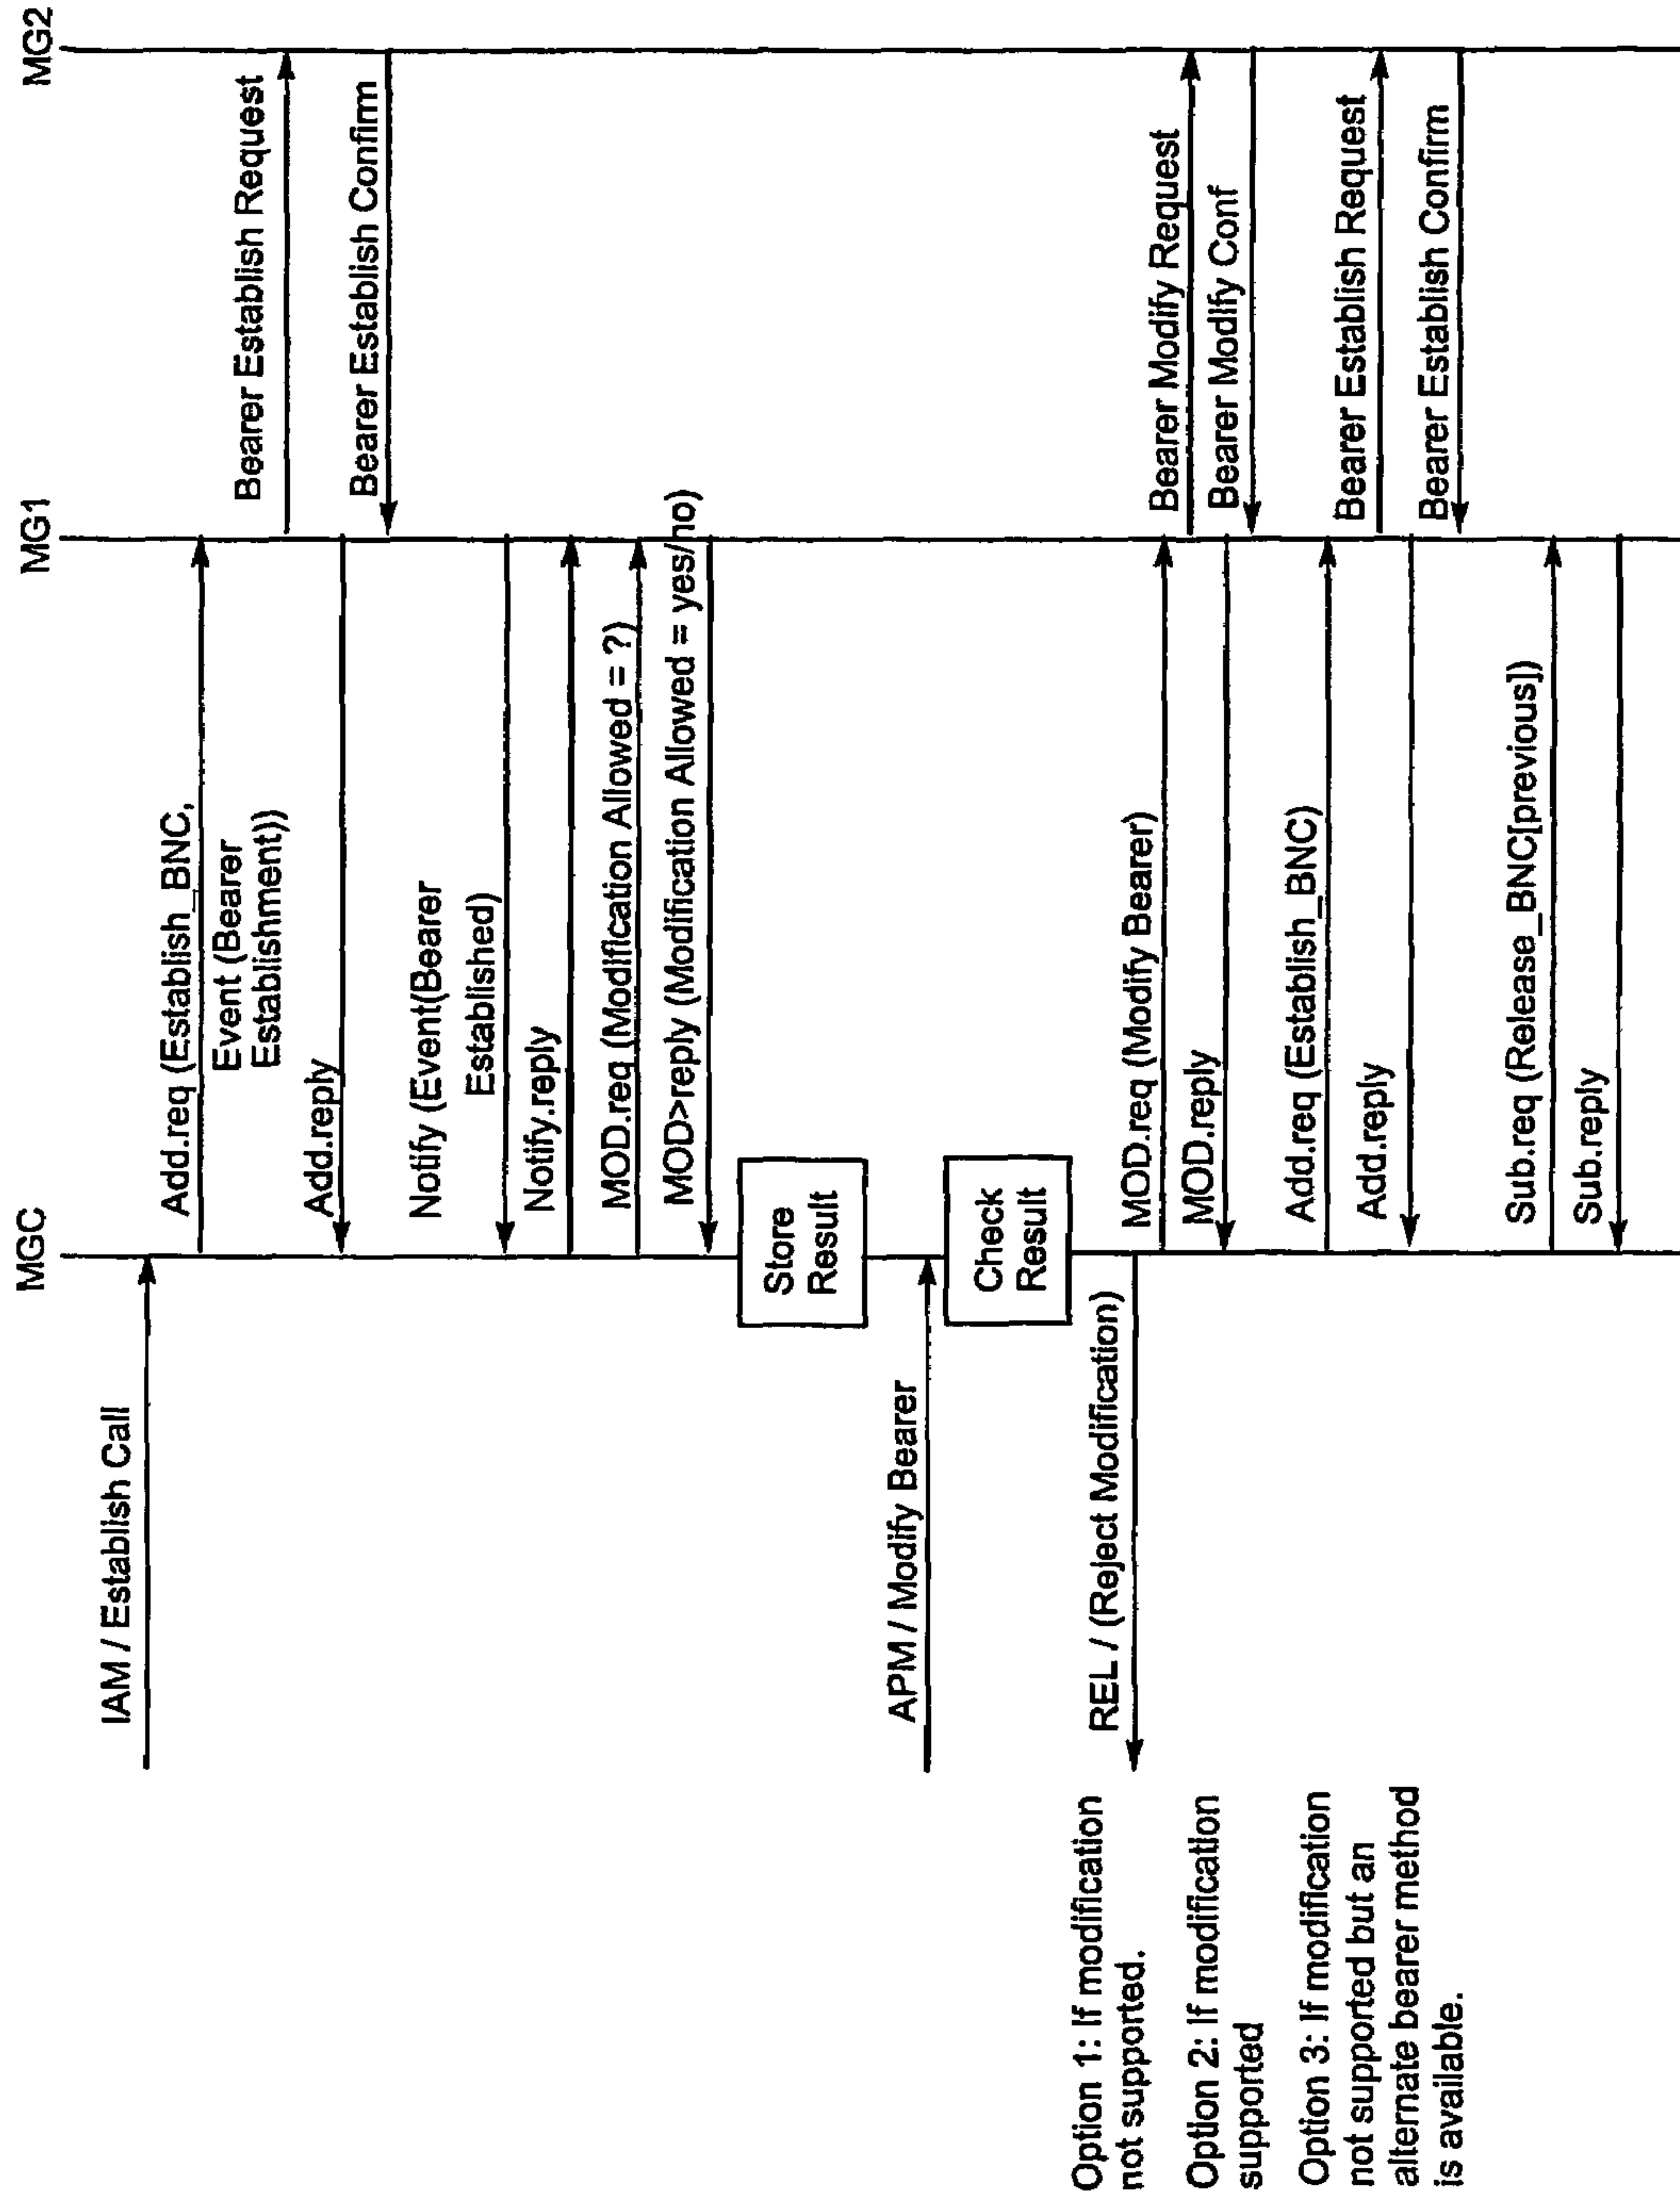 MGC
MG1
MG2
IAM / Establish Call
Add.req (Establish_BNC,
Event (Bearer
Establishment))
Bearer Establish Request
Add.reply
Bearer Establish Confirm
Notify (Event(Bearer
Established)
Notify.reply
MOD.req (Modification Allowed = ?)
MOD>reply (Modification Allowed = yes/no)
Store
Result
APM / Modify Bearer
Check
Result
Option 1: If modification
not supported.
REL / (Reject Modification)
Option 2: If modification
supported
MOD.req (Modify Bearer)
Bearer Modify Request
MOD.reply
Bearer Modify Conf
Option 3: If modification
not supported but an
alternate bearer method
is available.
Add.req (Establish_BNC)
Bearer Establish Request
Add.reply
Bearer Establish Confirm
Sub.req (Release_BNC[previous])
Sub.reply